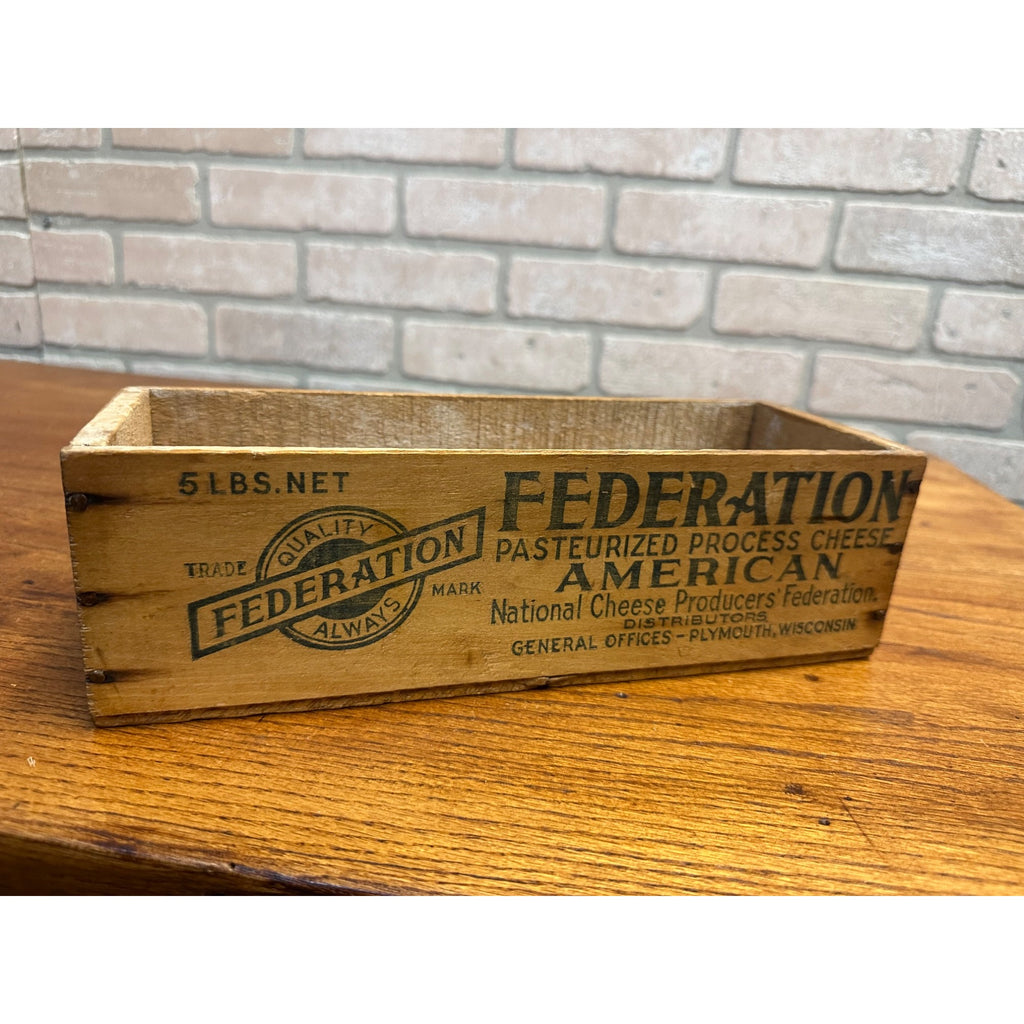 5 LBS. NET
TRADE MARK
QUALITY
FEDERATION
ALWAYS
FEDERATION
PASTEURIZED PROCESS CHEESE
AMERICAN
National Cheese Producers' Federation.
DISTRIBUTORS
GENERAL OFFICES - PLYMOUTH, WISCONSIN